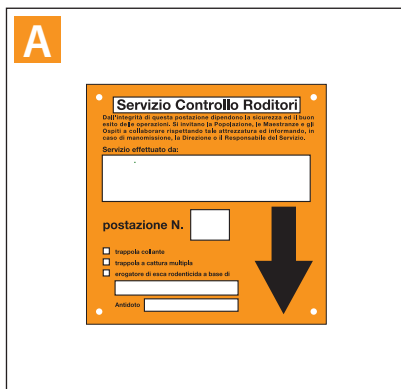 A
Servizio Controllo Roditori
Dall'integrità di questa postazione dipendono la sicurezza ed il buon
esito delle operazioni. Si invitano la Popolazione, le Maestranze e gli
Ospiti a collaborare rispettando tale attrezzatura ed informando, in
caso di manomissione, la Direzione o il Responsabile del Servizio.
Servizio effettuato da:
postazione N.
trappola collante
trappola a cattura multipla
erogatore di esca rodenticida a base di
Antidoto